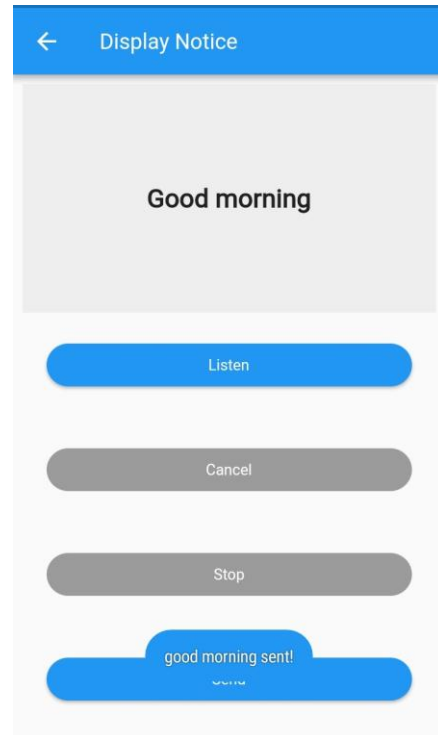 Display Notice
Good morning
Listen
Cancel
Stop
good morning sent!